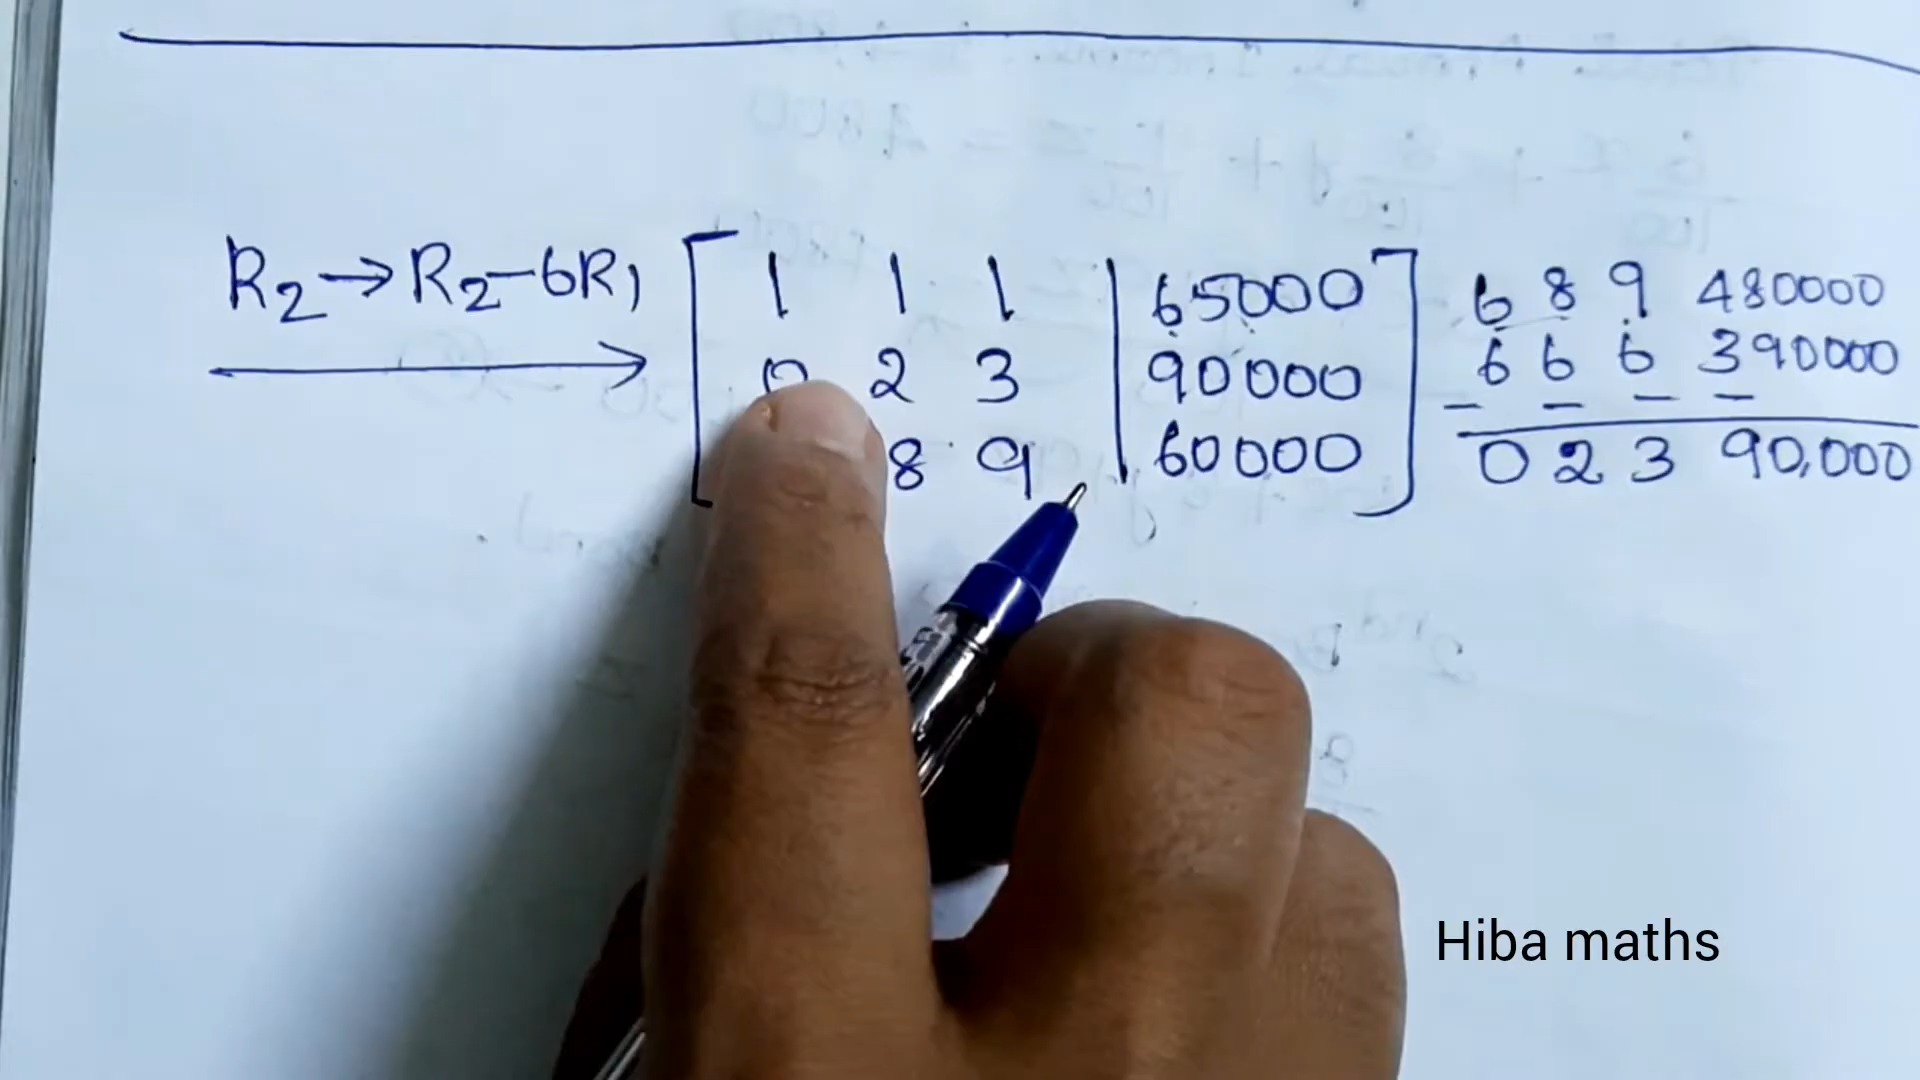 R2→R2-6R1 [ 1 1 1 | 65000 ] 6 8 9 480000
0 2 3 | 90000 6 6 6 390000
8 9 | 60000 0 2 3 90,000
Hiba maths